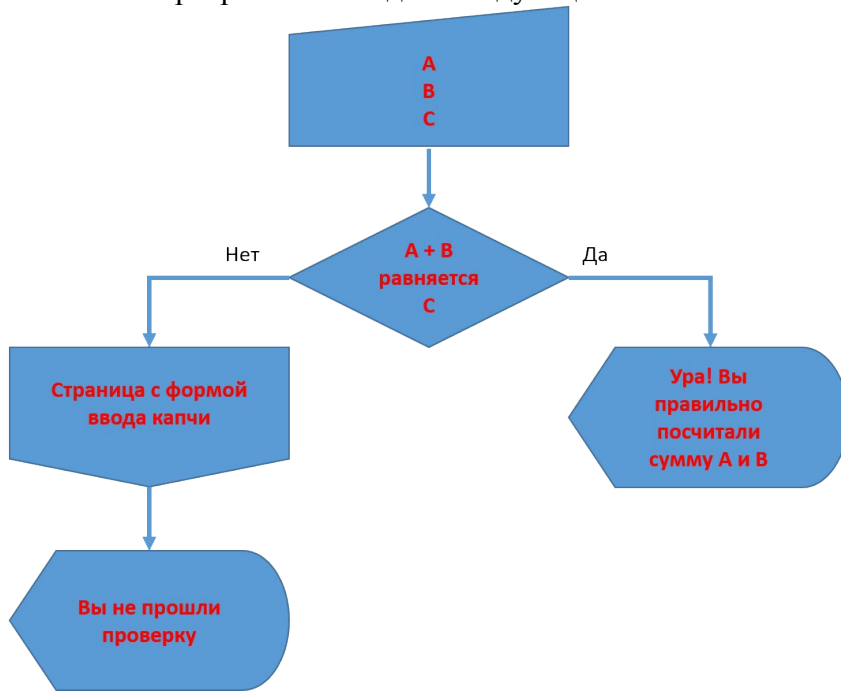 A
B
C
A + B
равняется
C
Нет
Да
Страница с формой
ввода капчи
Ура! Вы
правильно
посчитали
сумму А и В
Вы не прошли
проверку